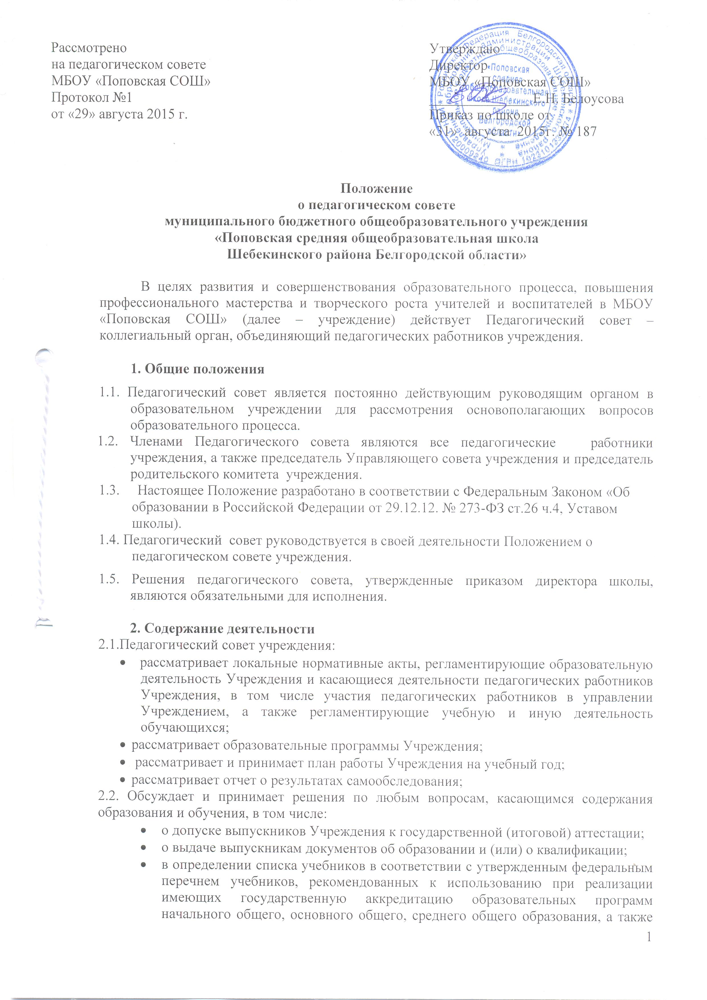 Рассмотрено
на педагогическом совете
МБОУ «Поповская СОШ»
Протокол №1
от «29» августа 2015 г.
Утверждаю
Директор
МБОУ «Поповская СОШ»
______________ Е.Н. Белоусова
Приказ по школе от
«31» августа 2015г. № 187
«Поповская
средняя
общеобразовательная
школа Шебекинского
района
Белгородской
области»
Положение
о педагогическом совете
муниципального бюджетного общеобразовательного учреждения
«Поповская средняя общеобразовательная школа
Шебекинского района Белгородской области»
В целях развития и совершенствования образовательного процесса, повышения
профессионального мастерства и творческого роста учителей и воспитателей в МБОУ
«Поповская СОШ» (далее – учреждение) действует Педагогический совет –
коллегиальный орган, объединяющий педагогических работников учреждения.
1. Общие положения
1.1. Педагогический совет является постоянно действующим руководящим органом в
образовательном учреждении для рассмотрения основополагающих вопросов
образовательного процесса.
1.2. Членами Педагогического совета являются все педагогические работники
учреждения, а также председатель Управляющего совета учреждения и председатель
родительского комитета учреждения.
1.3. Настоящее Положение разработано в соответствии с Федеральным Законом «Об
образовании в Российской Федерации от 29.12.12. № 273-ФЗ ст.26 ч.4, Уставом
школы).
1.4. Педагогический совет руководствуется в своей деятельности Положением о
педагогическом совете учреждения.
1.5. Решения педагогического совета, утвержденные приказом директора школы,
являются обязательными для исполнения.
2. Содержание деятельности
2.1.Педагогический совет учреждения:
• рассматривает локальные нормативные акты, регламентирующие образовательную
деятельность Учреждения и касающиеся деятельности педагогических работников
Учреждения, в том числе участия педагогических работников в управлении
Учреждением, а также регламентирующие учебную и иную деятельность
обучающихся;
• рассматривает образовательные программы Учреждения;
• рассматривает и принимает план работы Учреждения на учебный год;
• рассматривает отчет о результатах самообследования;
2.2. Обсуждает и принимает решения по любым вопросам, касающимся содержания
образования и обучения, в том числе:
• о допуске выпускников Учреждения к государственной (итоговой) аттестации;
• о выдаче выпускникам документов об образовании и (или) о квалификации;
• в определении списка учебников в соответствии с утвержденным федеральным
перечнем учебников, рекомендованных к использованию при реализации
имеющих государственную аккредитацию образовательных программ
начального общего, основного общего, среднего общего образования, а также
1